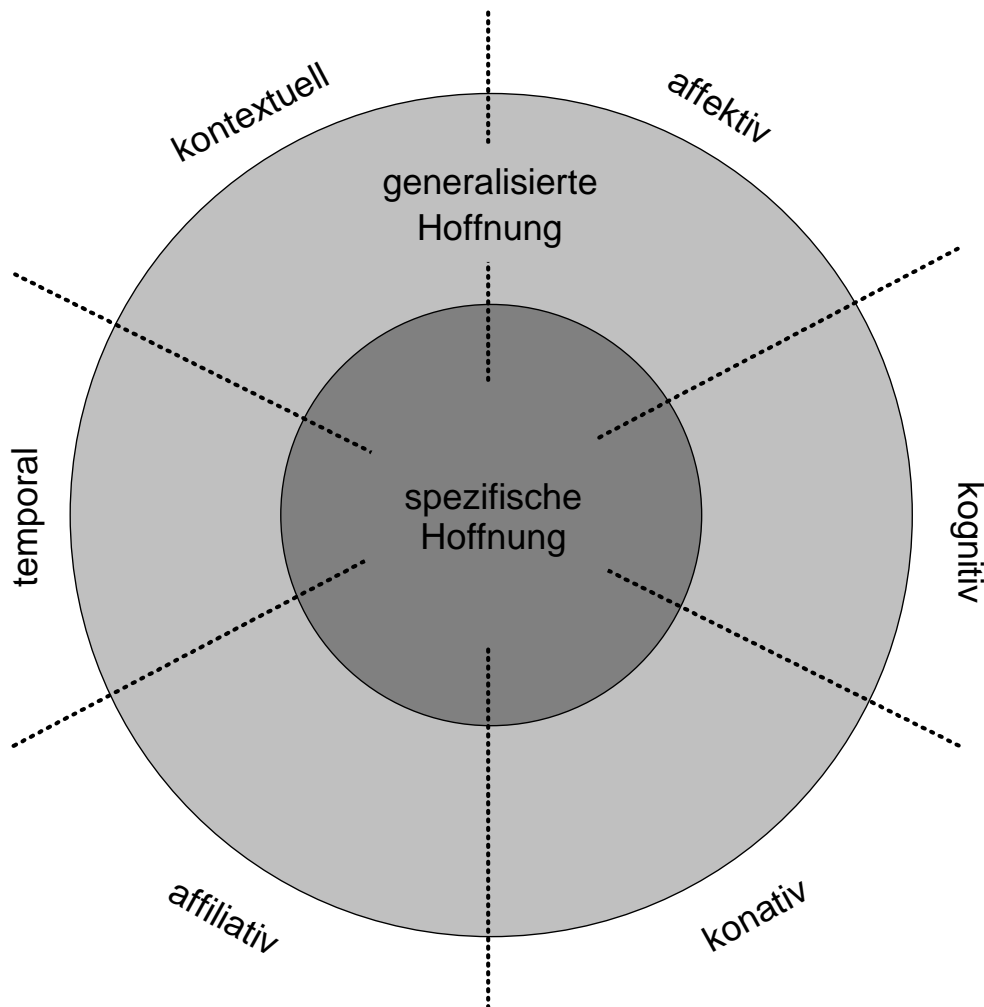 kontextuell
affektiv
generalisierte
Hoffnung
temporal
spezifische
Hoffnung
kognitiv
affiliativ
konativ